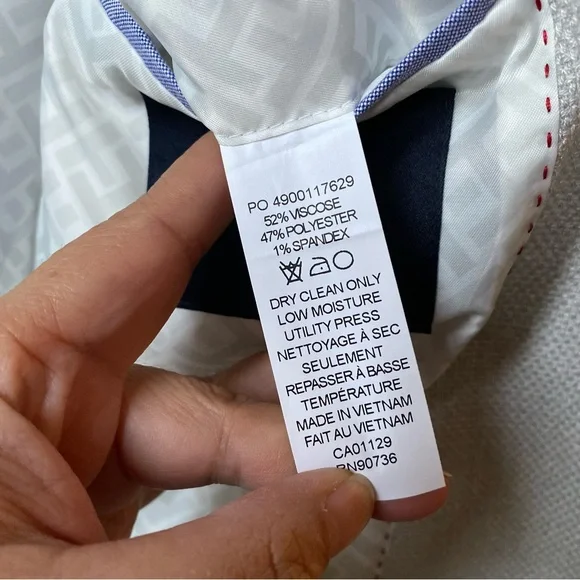 PO 4900117629
52% VISCOSE
47% POLYESTER
1% SPANDEX
DRY CLEAN ONLY
LOW MOISTURE
UTILITY PRESS
NETTOYAGE À SEC
SEULEMENT
REPASSER À BASSE
TEMPÉRATURE
MADE IN VIETNAM
FAIT AU VIETNAM
CA01129
RN90736